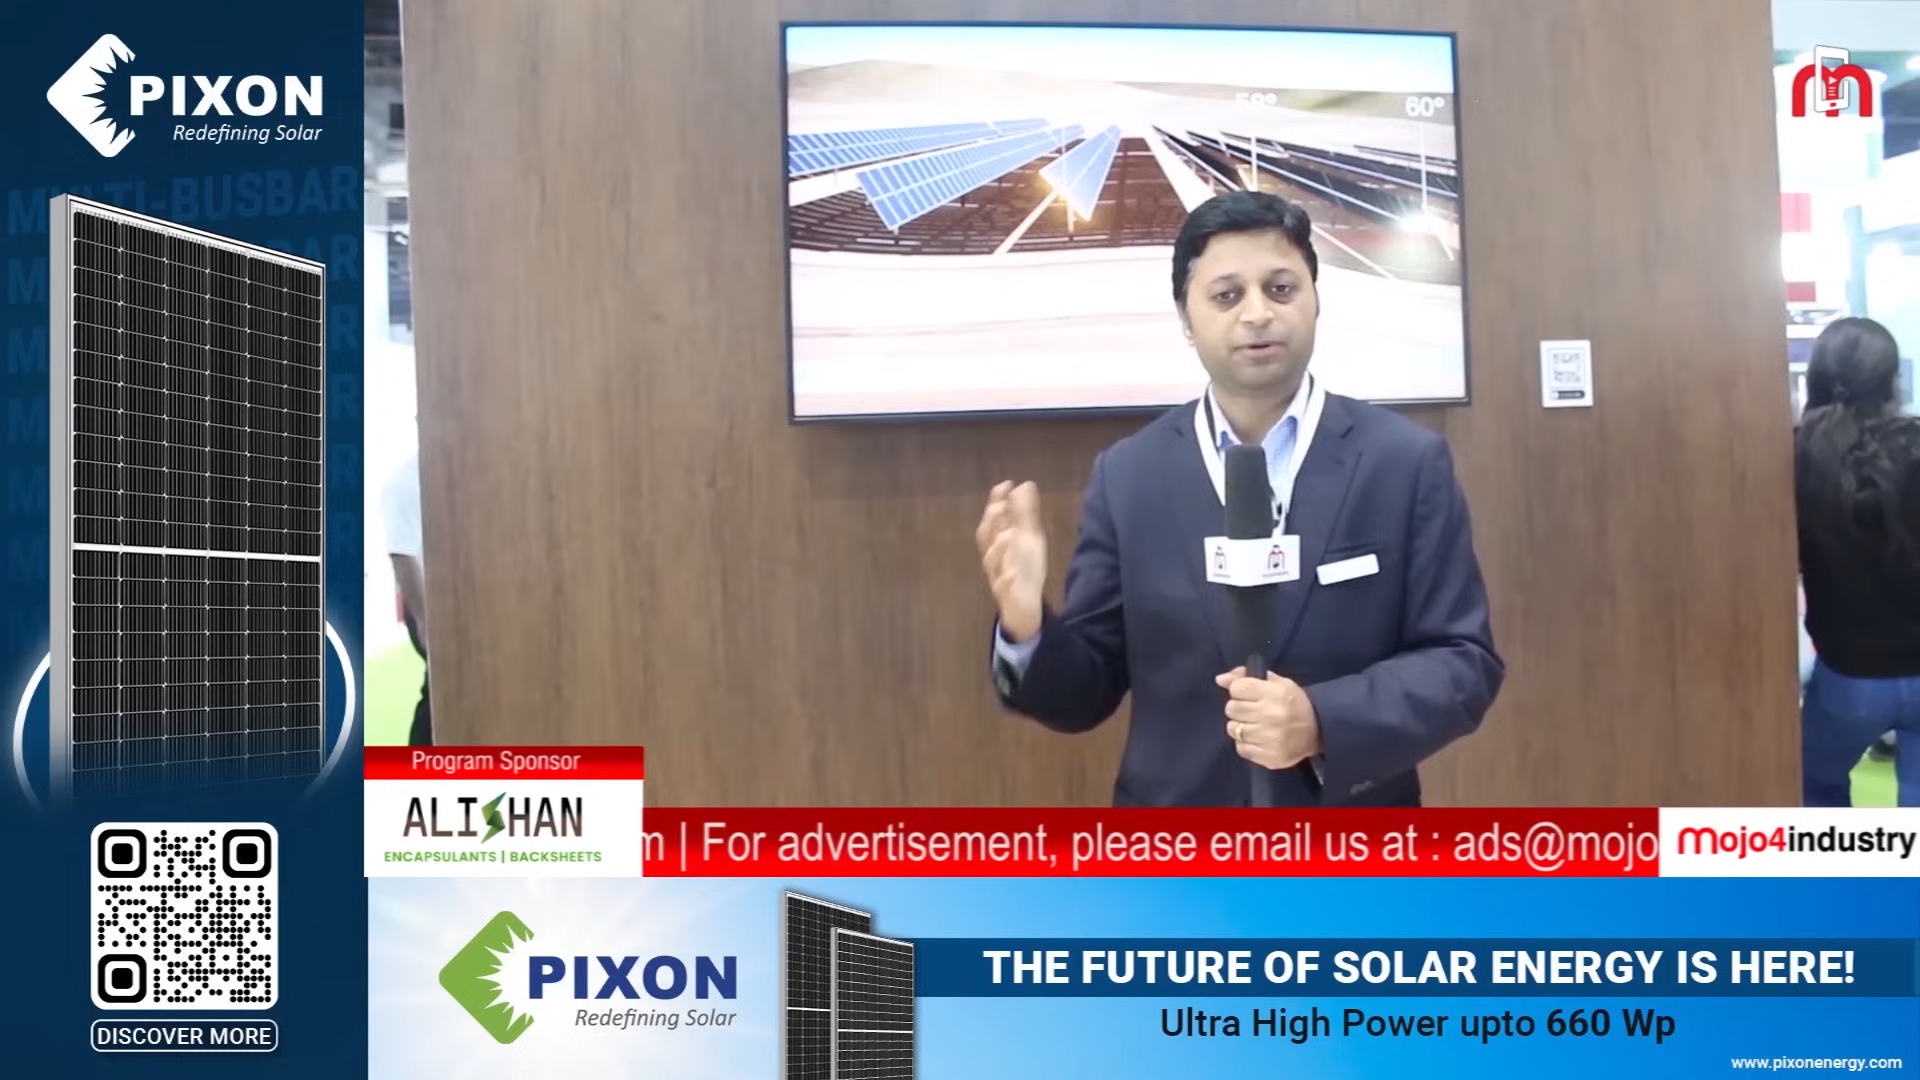 PIXON
Redefining Solar
MULTI-BUSBAR
58°
60°
Program Sponsor
ALISHAN
ENCAPSULANTS | BACKSHEETS
m | For advertisement, please email us at : ads@mojo
mojo4industry
DISCOVER MORE
PIXON
Redefining Solar
THE FUTURE OF SOLAR ENERGY IS HERE!
Ultra High Power upto 660 Wp
www.pixonenergy.com